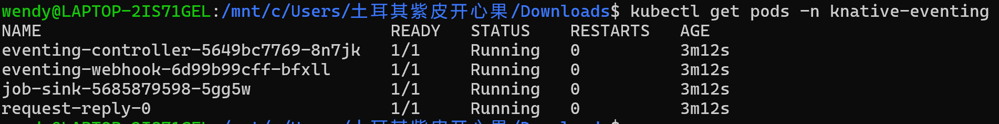 wendy@LAPTOP-2IS71GEL:/mnt/c/Users/土耳其紫皮开心果/Downloads$ kubectl get pods -n knative-eventing
NAME READY STATUS RESTARTS AGE
eventing-controller-5649bc7769-8n7jk 1/1 Running 0 3m12s
eventing-webhook-6d99b99cff-bfxll 1/1 Running 0 3m12s
job-sink-5685879598-5gg5w 1/1 Running 0 3m12s
request-reply-0 1/1 Running 0 3m12s